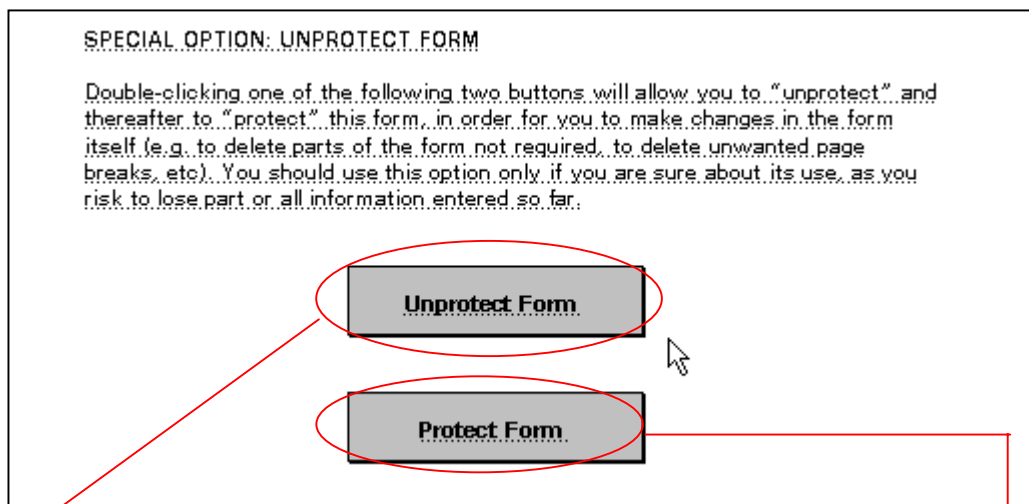 SPECIAL OPTION: UNPROTECT FORM
Double-clicking one of the following two buttons will allow you to "unprotect" and
thereafter to "protect" this form, in order for you to make changes in the form
itself (e.g. to delete parts of the form not required, to delete unwanted page
breaks, etc). You should use this option only if you are sure about its use, as you
risk to lose part or all information entered so far.
Unprotect Form
Protect Form